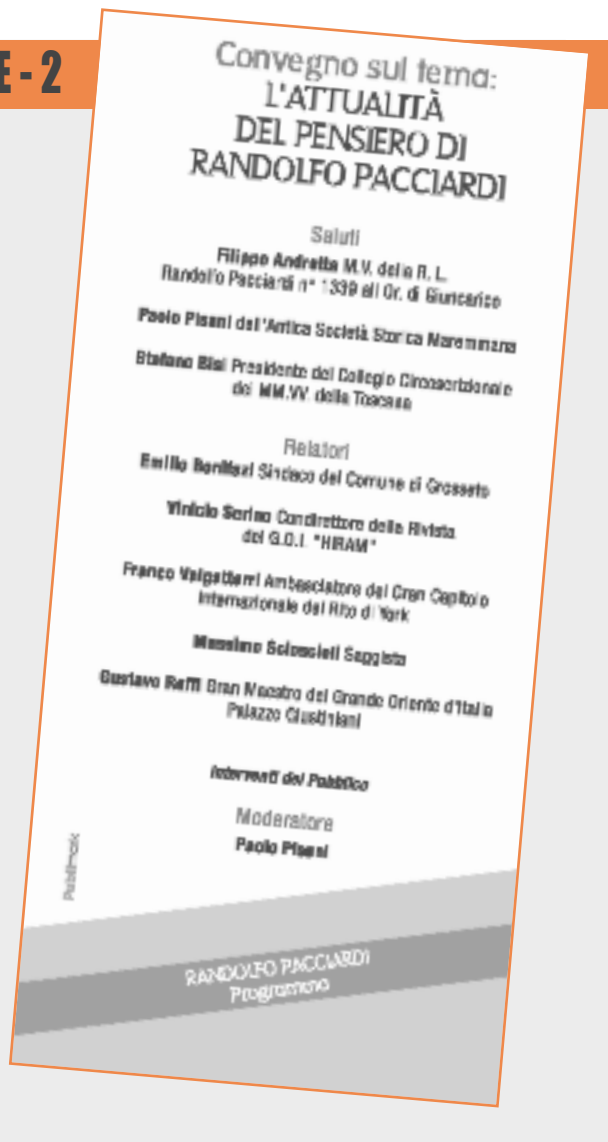 E - 2
Convegno sul tema:
L'ATTUALITÀ
DEL PENSIERO DI
RANDOLFO PACCIARDI
Saluti
Filippo Andretta M.V. della R. L.
Randolfo Pacciardi n° 1339 all'Or. di Giuncarico
Paolo Pisani dell'Antica Società Storica Maremmana
Stefano Bisi Presidente del Collegio Circoscrizionale
dei MM.VV. della Toscana
Relatori
Emilio Bonifazi Sindaco del Comune di Grosseto
Vinicio Serino Condirettore della Rivista
del G.O.I. "HIRAM"
Franco Valgattarri Ambasciatore del Gran Capitolo
Internazionale del Rito di York
Massimo Scioscioli Saggista
Gustavo Raffi Gran Maestro del Grande Oriente d'Italia
Palazzo Giustiniani
Interventi del Pubblico
Moderatore
Paolo Pisani
RANDOLFO PACCIARDI
Programma